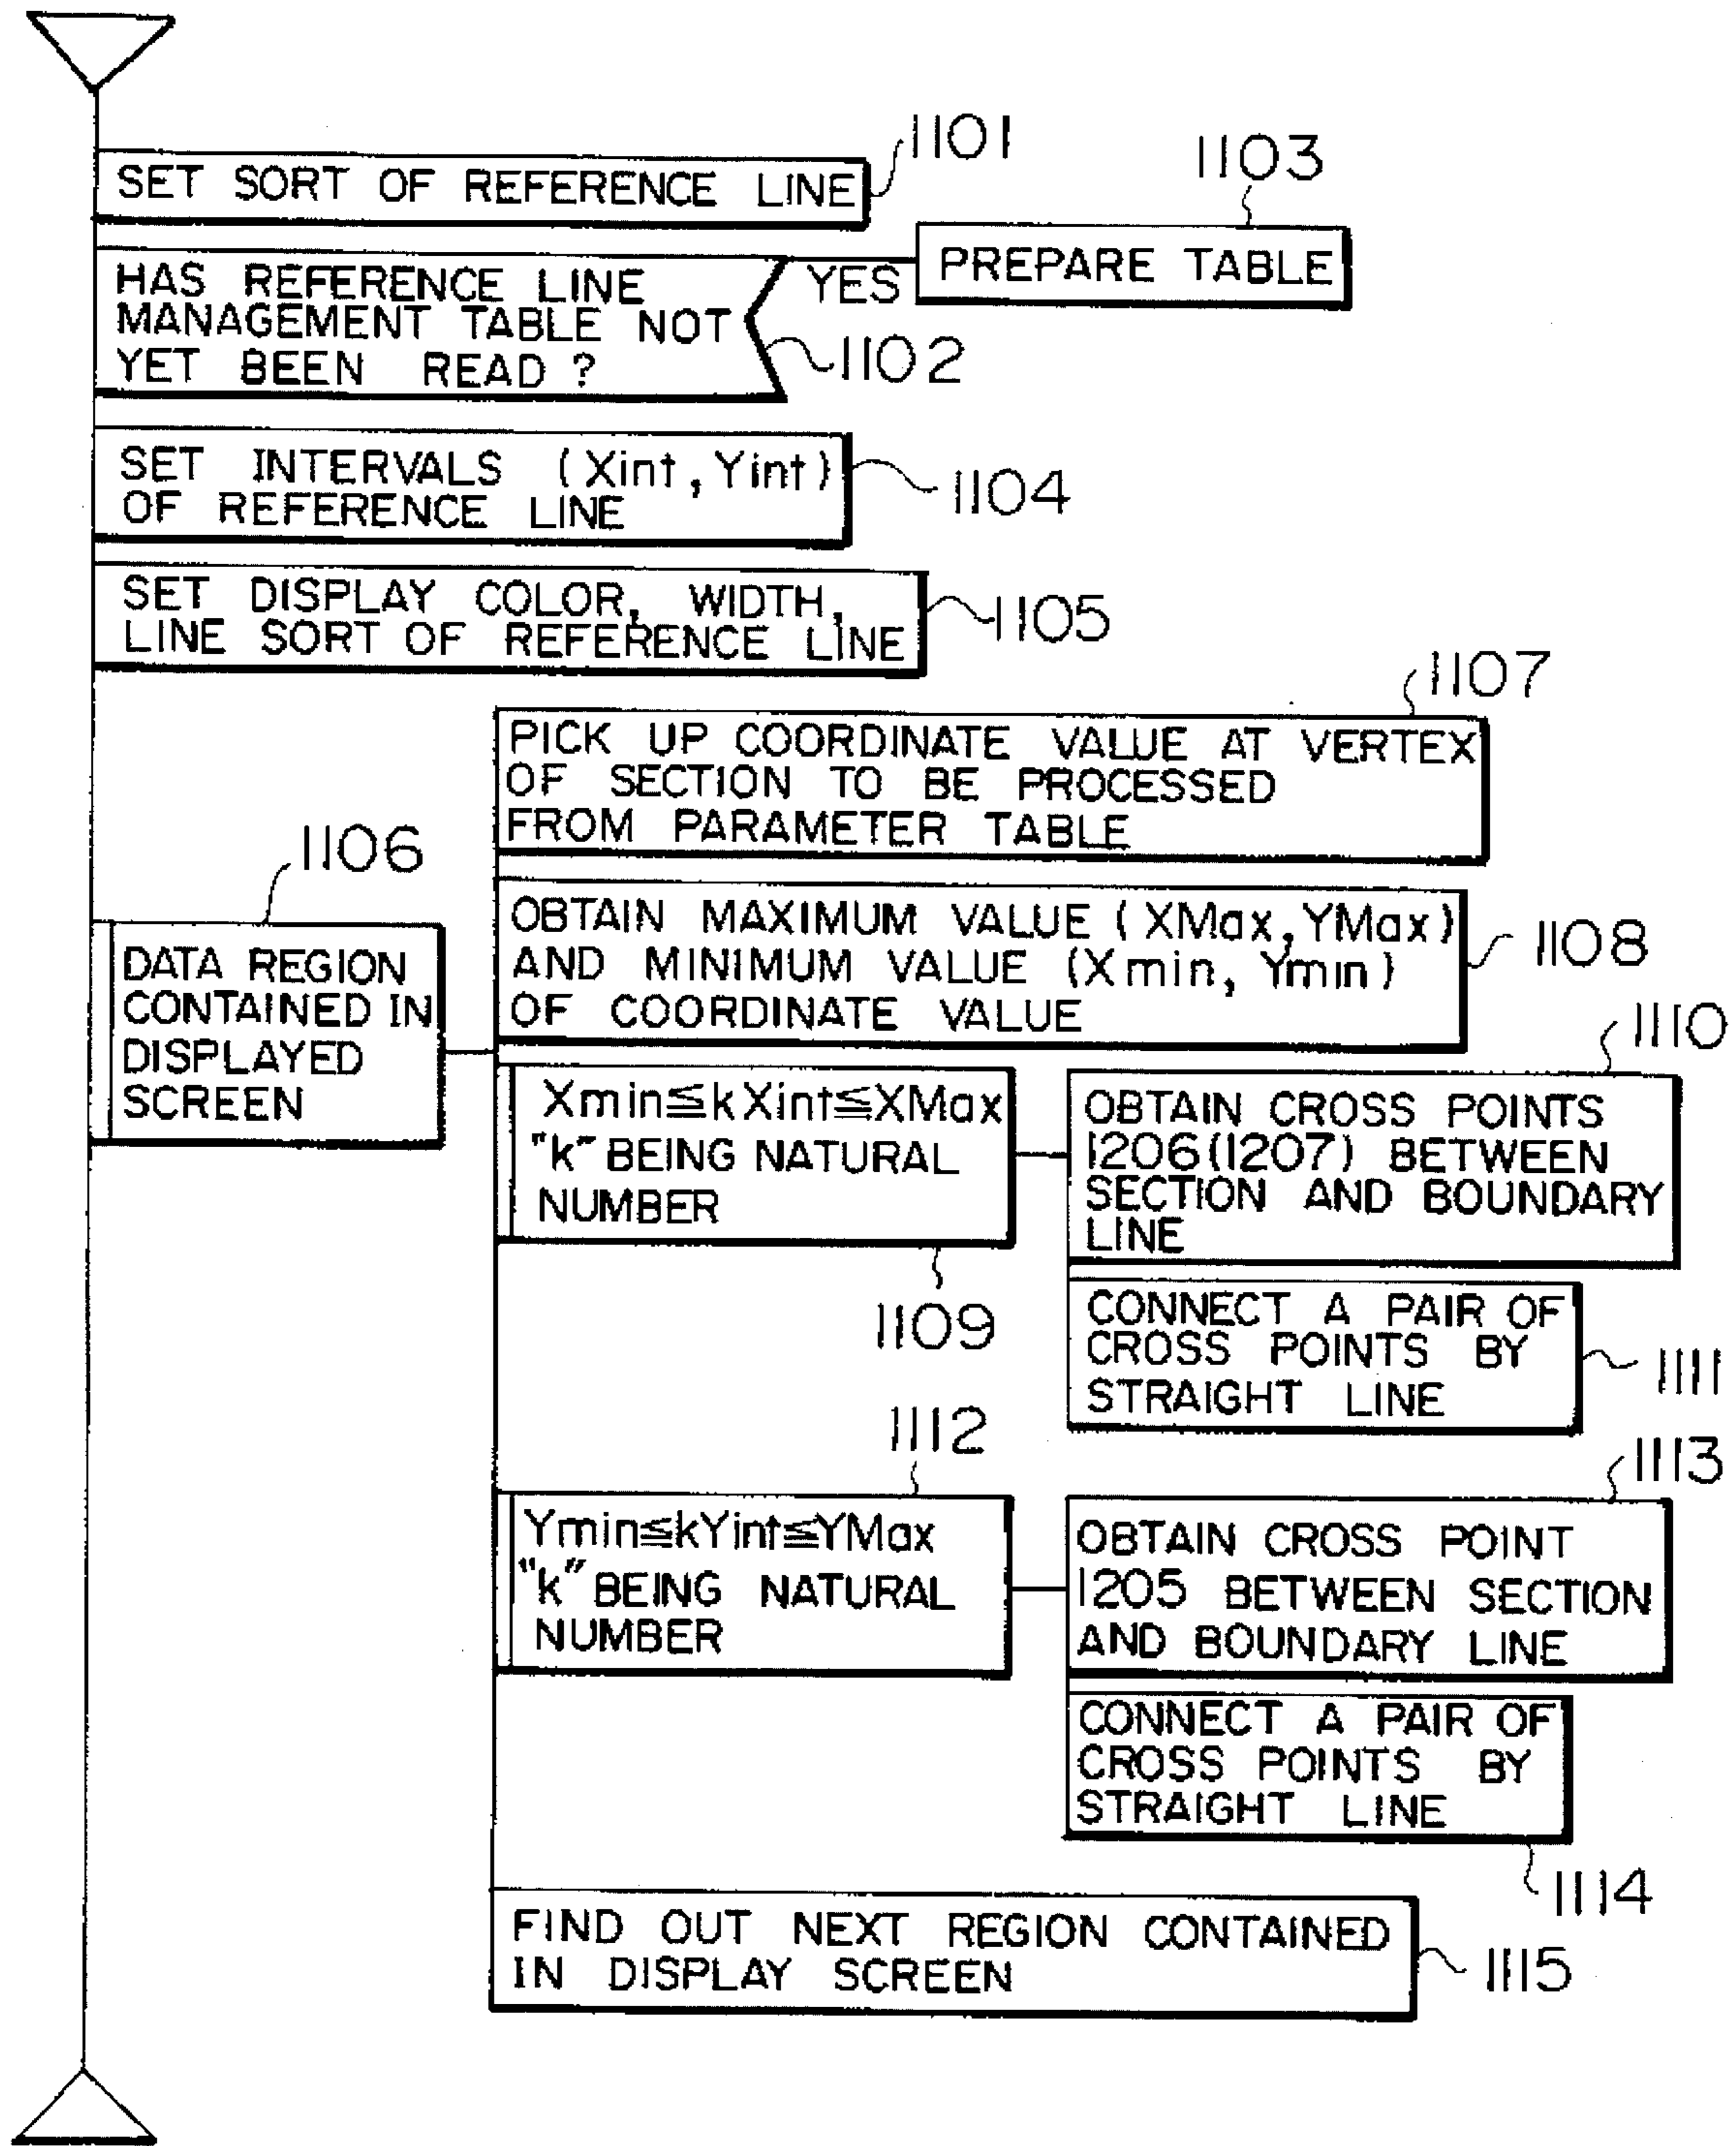 1101
SET SORT OF REFERENCE LINE
1103
PREPARE TABLE
HAS REFERENCE LINE
MANAGEMENT TABLE NOT
YET BEEN READ ?
YES
1102
SET INTERVALS (Xint, Yint)
OF REFERENCE LINE
1104
SET DISPLAY COLOR, WIDTH,
LINE SORT OF REFERENCE LINE
1105
1107
PICK UP COORDINATE VALUE AT VERTEX
OF SECTION TO BE PROCESSED
FROM PARAMETER TABLE
1106
DATA REGION
CONTAINED IN
DISPLAYED
SCREEN
OBTAIN MAXIMUM VALUE (XMax, YMax)
AND MINIMUM VALUE (Xmin, Ymin)
OF COORDINATE VALUE
1108
Xmin≦kXint≦XMax
"k" BEING NATURAL
NUMBER
1109
1110
OBTAIN CROSS POINTS
1206(1207) BETWEEN
SECTION AND BOUNDARY
LINE
CONNECT A PAIR OF
CROSS POINTS BY
STRAIGHT LINE
1111
1112
Ymin≦kYint≦YMax
"k" BEING NATURAL
NUMBER
1113
OBTAIN CROSS POINT
1205 BETWEEN SECTION
AND BOUNDARY LINE
CONNECT A PAIR OF
CROSS POINTS BY
STRAIGHT LINE
1114
FIND OUT NEXT REGION CONTAINED
IN DISPLAY SCREEN
1115